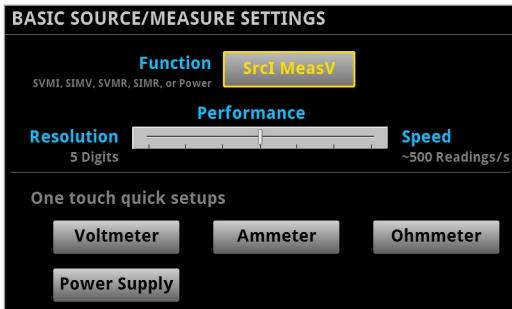 BASIC SOURCE/MEASURE SETTINGS
Function
SrcI MeasV
SVMI, SIMV, SVMR, SIMR, or Power
Performance
Resolution
Speed
5 Digits
~500 Readings/s
One touch quick setups
Voltmeter
Ammeter
Ohmmeter
Power Supply